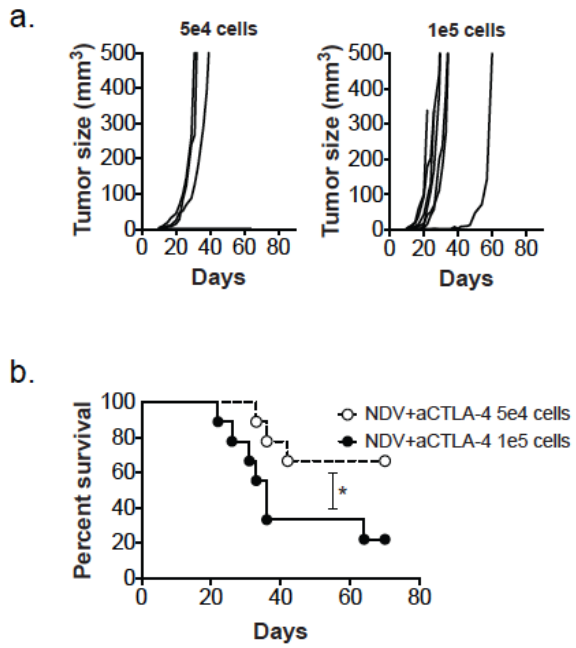 a.
5e4 cells
1e5 cells
Tumor size (mm³)
500
400
300
200
100
0
0 20 40 60 80
Days
Tumor size (mm³)
500
400
300
200
100
0
0 20 40 60 80
Days
b.
Percent survival
100
80
60
40
20
0
0 20 40 60 80
Days
NDV+aCTLA-4 5e4 cells
NDV+aCTLA-4 1e5 cells
*